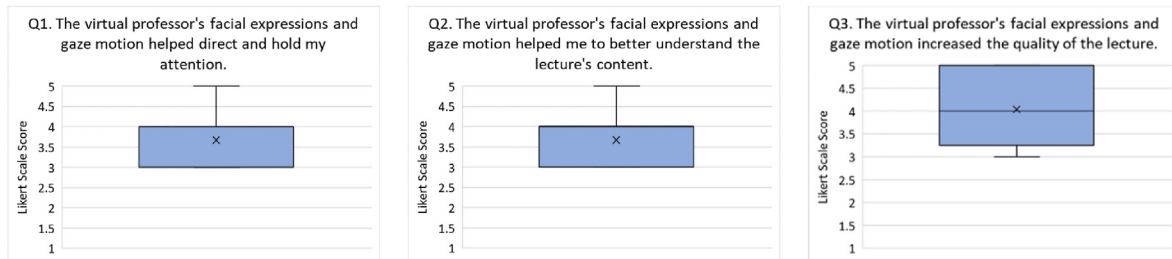 Q1. The virtual professor's facial expressions and
gaze motion helped direct and hold my
attention.
5
4.5
4
3.5
3
2.5
2
1.5
1
Likert Scale Score
Q2. The virtual professor's facial expressions and
gaze motion helped me to better understand the
lecture's content.
5
4.5
4
3.5
3
2.5
2
1.5
1
Likert Scale Score
Q3. The virtual professor's facial expressions and
gaze motion increased the quality of the lecture.
5
4.5
4
3.5
3
2.5
2
1.5
1
Likert Scale Score